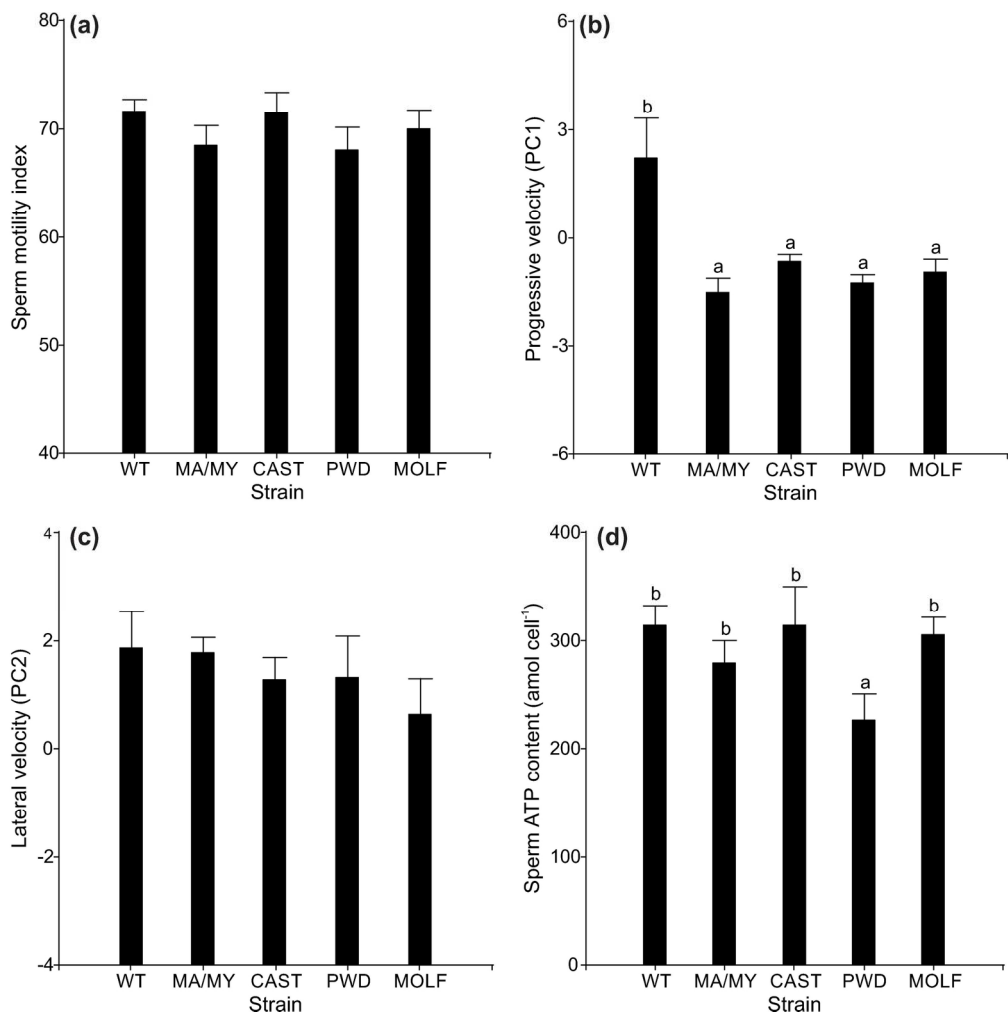 (a)
80
70
60
50
40
Sperm motility index
WT MA/MY CAST PWD MOLF
Strain
(b)
6
3
0
-3
-6
Progressive velocity (PC1)
b
a
a
a
a
WT MA/MY CAST PWD MOLF
Strain
(c)
4
2
0
-2
-4
Lateral velocity (PC2)
WT MA/MY CAST PWD MOLF
Strain
(d)
400
300
200
100
0
Sperm ATP content (amol cell⁻¹)
b
b
b
a
b
WT MA/MY CAST PWD MOLF
Strain